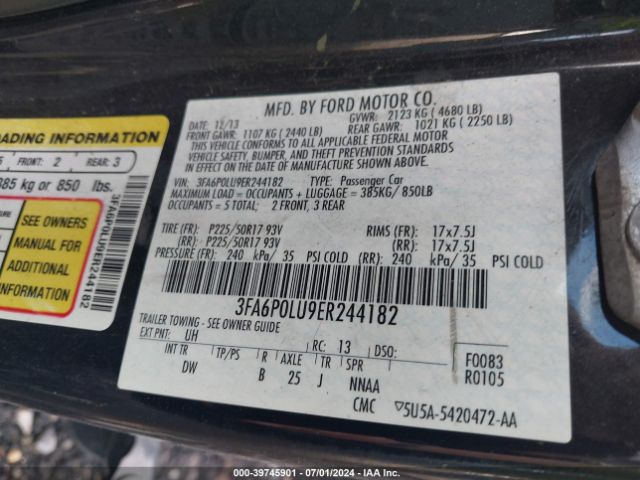 MFD. BY FORD MOTOR CO.
DATE: 12/13 GVWR: 2123 KG ( 4680 LB)
FRONT GAWR: 1107 KG ( 2440 LB) REAR GAWR: 1021 KG ( 2250 LB)
THIS VEHICLE CONFORMS TO ALL APPLICABLE FEDERAL MOTOR
VEHICLE SAFETY, BUMPER, AND THEFT PREVENTION STANDARDS
IN EFFECT ON THE DATE OF MANUFACTURE SHOWN ABOVE.
VIN: 3FA6P0LU9ER244182 TYPE: Passenger Car
MAXIMUM LOAD = OCCUPANTS + LUGGAGE = 385KG/ 850LB
OCCUPANTS = 5 TOTAL: 2 FRONT, 3 REAR
TIRE (FR): P225/50R17 93V RIMS (FR): 17x7.5J
(RR): P225/50R17 93V (RR): 17x7.5J
PRESSURE (FR): 240 kPa/ 35 PSI COLD (RR): 240 kPa/ 35 PSI COLD
3FA6P0LU9ER244182
TRAILER TOWING - SEE OWNER GUIDE
EXT PNT: UH RC: 13 DSO: F0083
INT TR TP/PS R AXLE TR SPR R0105
DW B 25 J NNAA
CMC 5U5A-5420472-AA
OADING INFORMATION
5 FRONT: 2 REAR: 3
385 kg or 850 lbs.
SEE OWNERS
MANUAL FOR
ADDITIONAL
INFORMATION
3FA6P0LU9ER244182
000-39745901 - 07/01/2024 - IAA Inc.